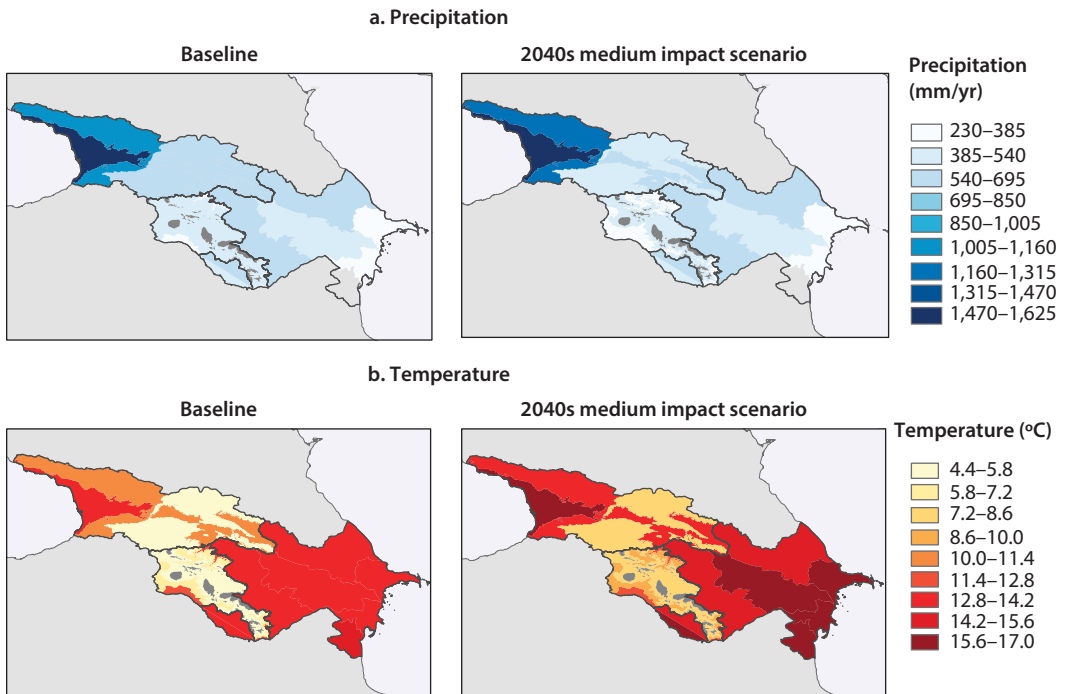 a. Precipitation
Baseline
2040s medium impact scenario
Precipitation
(mm/yr)
230–385
385–540
540–695
695–850
850–1,005
1,005–1,160
1,160–1,315
1,315–1,470
1,470–1,625
b. Temperature
Baseline
2040s medium impact scenario
Temperature (ºC)
4.4–5.8
5.8–7.2
7.2–8.6
8.6–10.0
10.0–11.4
11.4–12.8
12.8–14.2
14.2–15.6
15.6–17.0